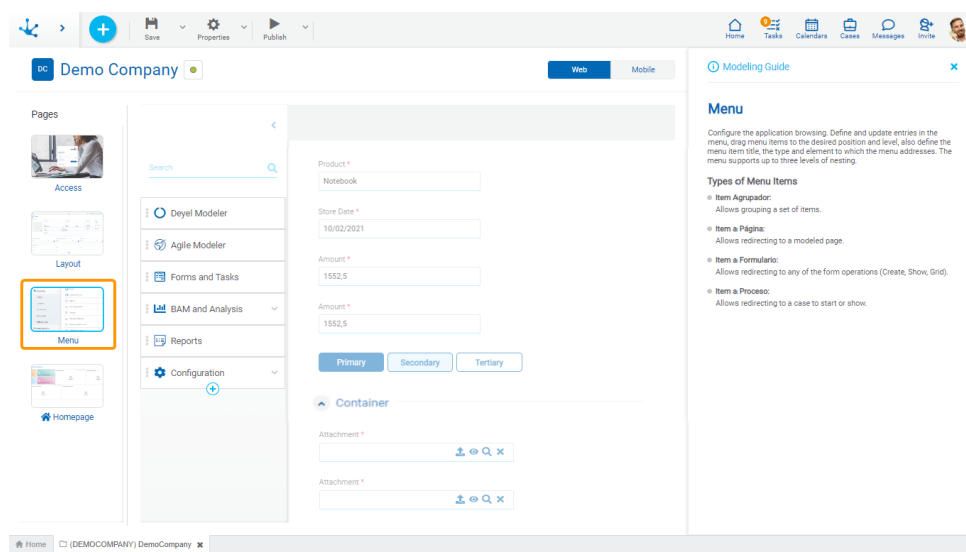 Save
Properties
Publish
Home
9
Tasks
Calendars
Cases
Messages
Invite
DC
Demo Company
Web
Mobile
Modeling Guide
Pages
Access
Layout
Menu
Homepage
Search
Deyel Modeler
Agile Modeler
Forms and Tasks
BAM and Analysis
Reports
Configuration
Product *
Notebook
Store Date *
10/02/2021
Amount *
1552,5
Amount *
1552,5
Primary
Secondary
Tertiary
Container
Attachment *
Attachment *
Menu
Configure the application browsing. Define and update entries in the
menu, drag menu items to the desired position and level, also define the
menu item title, the type and element to which the menu addresses. The
menu supports up to three levels of nesting.
Types of Menu Items
Item Agrupador:
Allows grouping a set of items.
Item a Página:
Allows redirecting to a modeled page.
Item a Formulario:
Allows redirecting to any of the form operations (Create, Show, Grid).
Item a Proceso:
Allows redirecting to a case to start or show.
Home
(DEMOCOMPANY) DemoCompany